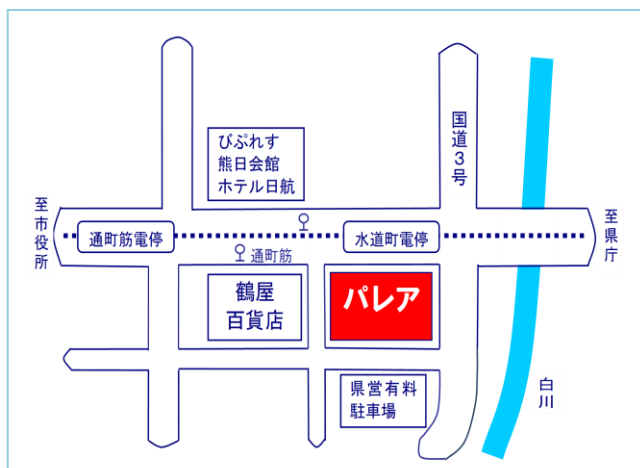 びぷれす
熊日会館
ホテル日航
国道3号
至市役所
通町筋電停
水道町電停
至県庁
通町筋
鶴屋
百貨店
パレア
県営有料
駐車場
白川